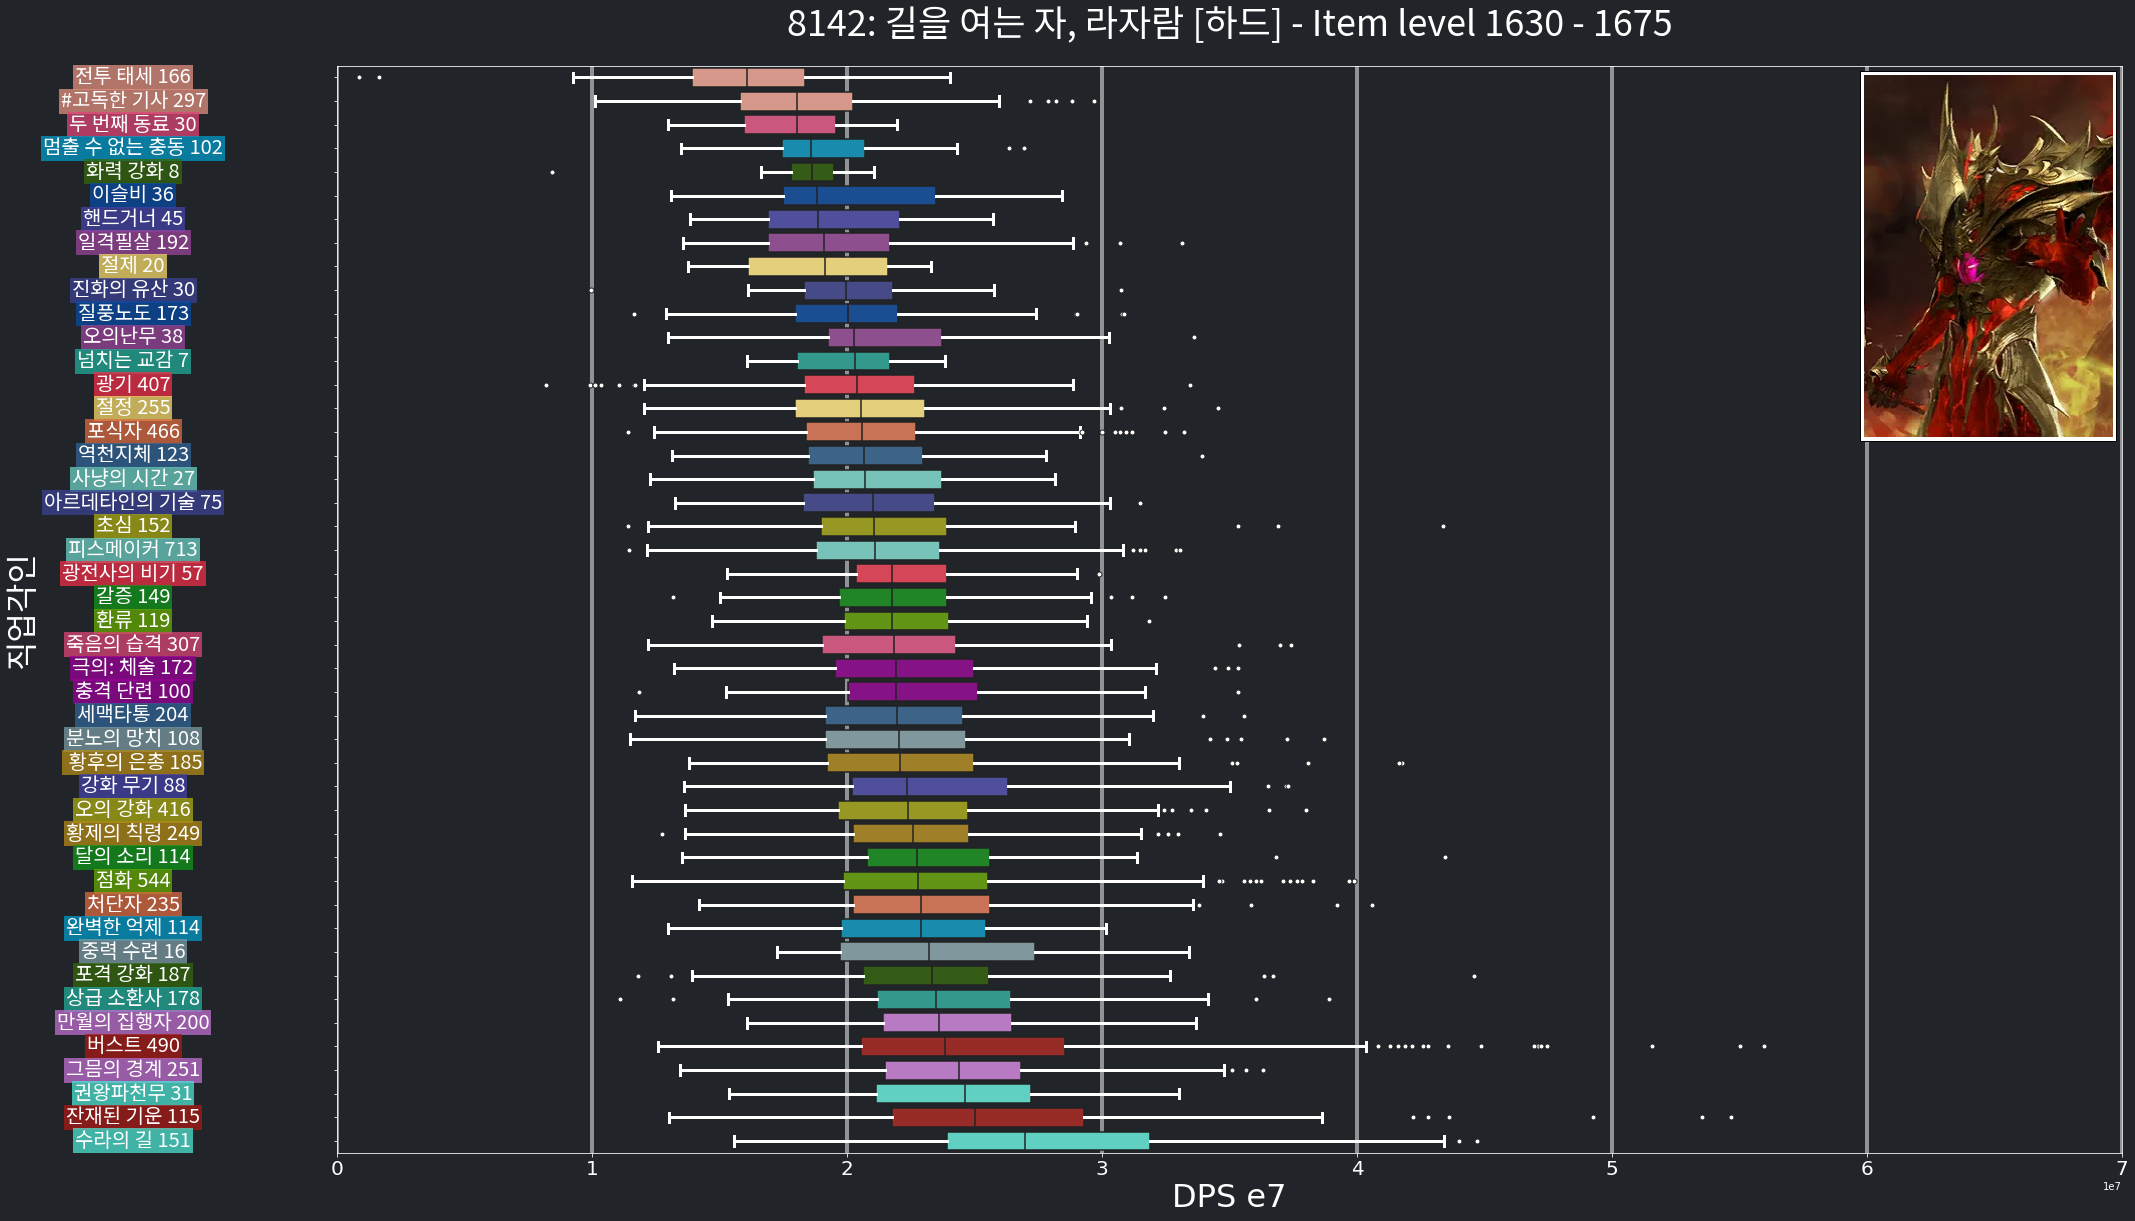 8142: 길을 여는 자, 라자람 [하드] - Item level 1630 - 1675
직업각인
전투 태세 166
#고독한 기사 297
두 번째 동료 30
멈출 수 없는 충동 102
화력 강화 8
이슬비 36
핸드거너 45
일격필살 192
절제 20
진화의 유산 30
질풍노도 173
오의난무 38
넘치는 교감 7
광기 407
절정 255
포식자 466
역천지체 123
사냥의 시간 27
아르데타인의 기술 75
초심 152
피스메이커 713
광전사의 비기 57
갈증 149
환류 119
죽음의 습격 307
극의: 체술 172
충격 단련 100
세맥타통 204
분노의 망치 108
황후의 은총 185
강화 무기 88
오의 강화 416
황제의 칙령 249
달의 소리 114
점화 544
처단자 235
완벽한 억제 114
중력 수련 16
포격 강화 187
상급 소환사 178
만월의 집행자 200
버스트 490
그믐의 경계 251
권왕파천무 31
잔재된 기운 115
수라의 길 151
0 1 2 3 4 5 6 7
1e7
DPS e7